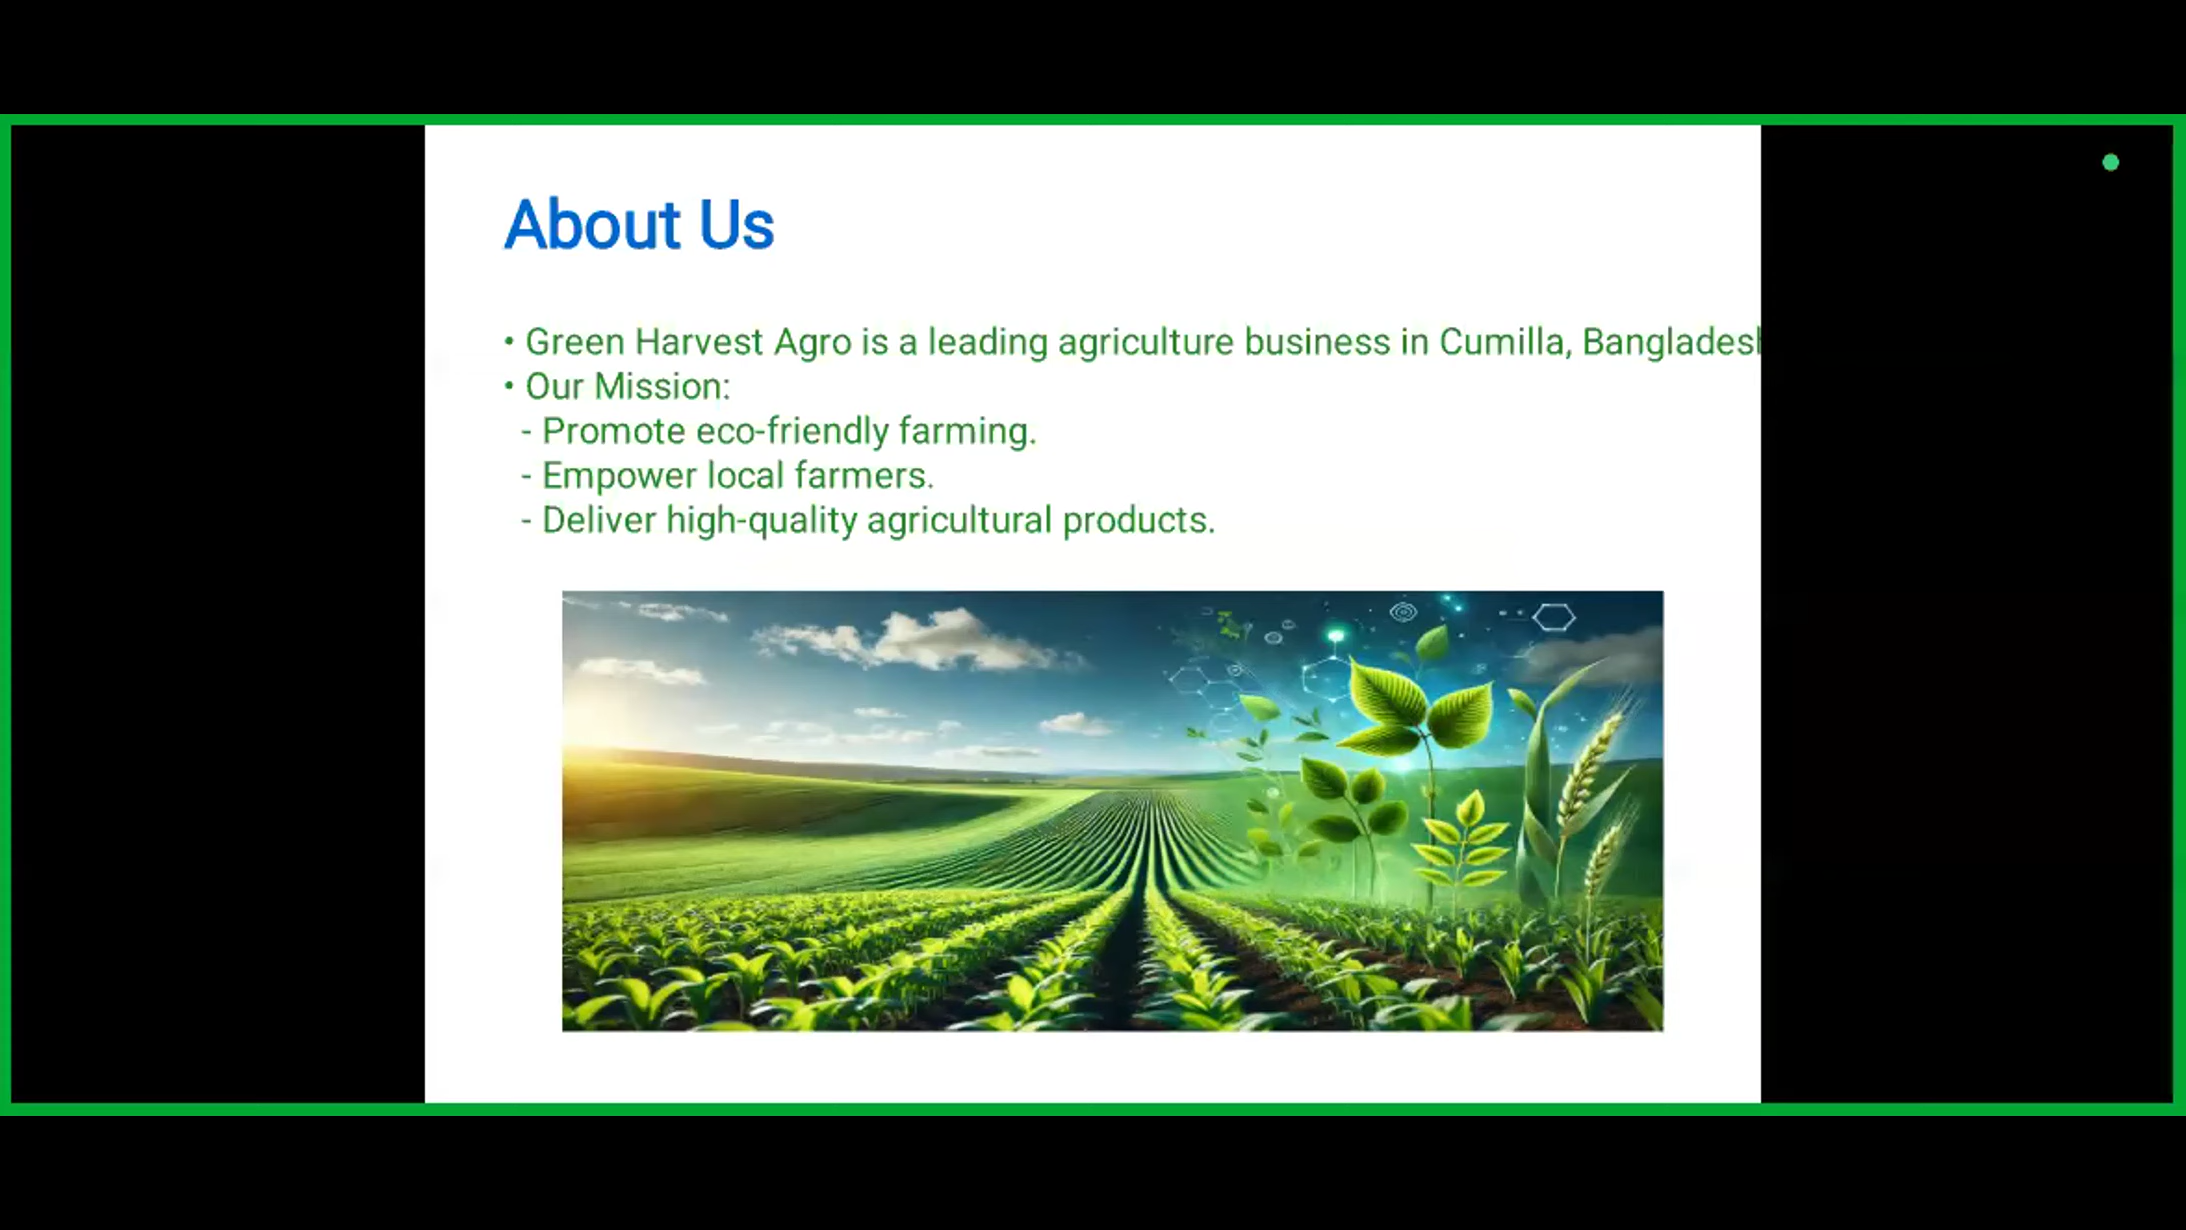 About Us
• Green Harvest Agro is a leading agriculture business in Cumilla, Bangladesh
• Our Mission:
- Promote eco-friendly farming.
- Empower local farmers.
- Deliver high-quality agricultural products.